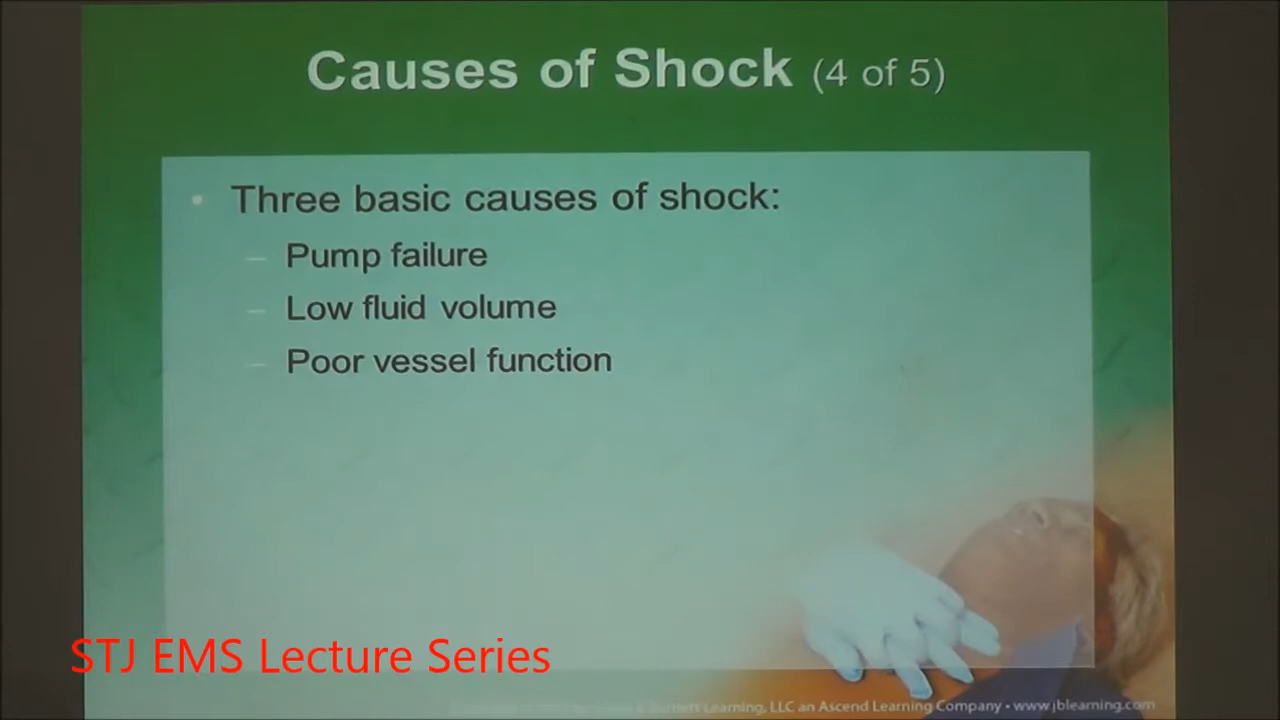 Causes of Shock (4 of 5)
• Three basic causes of shock:
– Pump failure
– Low fluid volume
– Poor vessel function
STJ EMS Lecture Series
Learning, LLC an Ascend Learning Company • www.jblearning.com